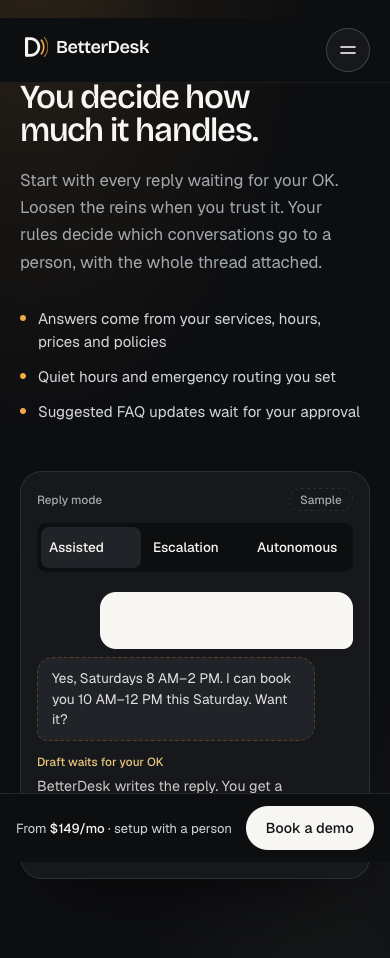 BetterDesk
You decide how
much it handles.
Start with every reply waiting for your OK.
Loosen the reins when you trust it. Your
rules decide which conversations go to a
person, with the whole thread attached.
Answers come from your services, hours,
prices and policies
Quiet hours and emergency routing you set
Suggested FAQ updates wait for your approval
Reply mode
Sample
Assisted
Escalation
Autonomous
Yes, Saturdays 8 AM–2 PM. I can book
you 10 AM–12 PM this Saturday. Want
it?
Draft waits for your OK
BetterDesk writes the reply. You get a
From $149/mo · setup with a person
Book a demo